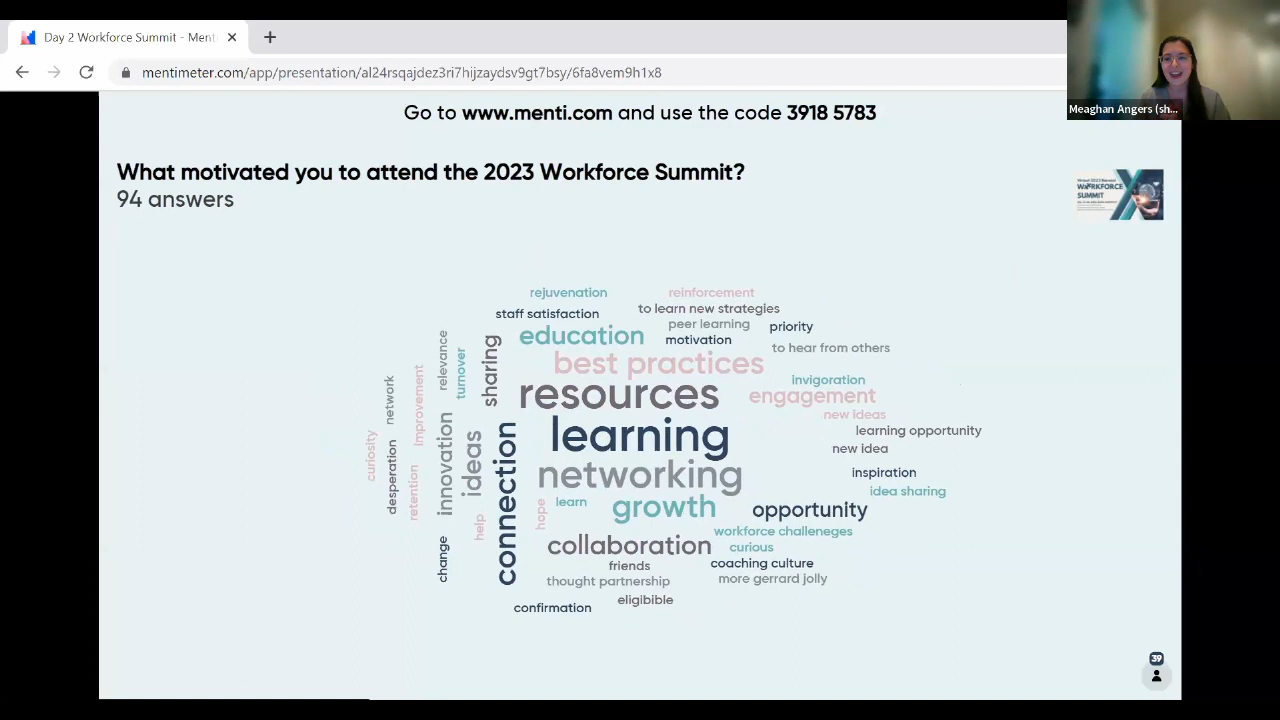 Day 2 Workforce Summit - Menti
mentimeter.com/app/presentation/al24rsqajdez3ri7hijzaydsv9gt7bsy/6fa8vem9h1x8
Meaghan Angers (sh...
Go to www.menti.com and use the code 3918 5783
What motivated you to attend the 2023 Workforce Summit?
94 answers
WORKFORCE
SUMMIT
rejuvenation
reinforcement
staff satisfaction
to learn new strategies
education
peer learning
priority
motivation
to hear from others
best practices
relevance
turnover
sharing
network
Improvement
resources
invigoration
engagement
new ideas
learning opportunity
learning
new idea
curiosity
desperation
retention
innovation
ideas
connection
networking
inspiration
idea sharing
help
hope
learn
growth
opportunity
workforce challeneges
collaboration
curious
change
friends
coaching culture
thought partnership
more gerrard jolly
eligibible
confirmation
39